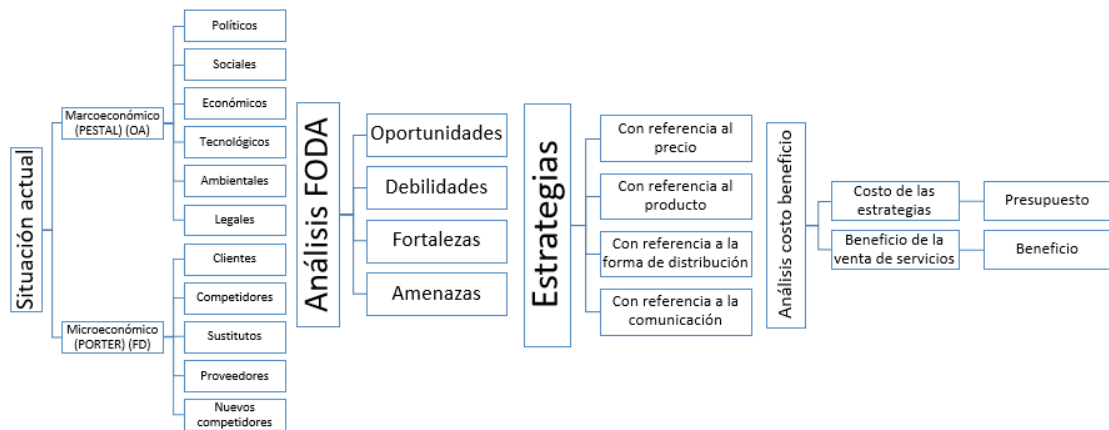 Situación actual
Marcoeconómico
(PESTAL) (OA)
Políticos
Sociales
Económicos
Tecnológicos
Ambientales
Legales
Microeconómico
(PORTER) (FD)
Clientes
Competidores
Sustitutos
Proveedores
Nuevos
competidores
Análisis FODA
Oportunidades
Debilidades
Fortalezas
Amenazas
Estrategias
Con referencia al
precio
Con referencia al
producto
Con referencia a la
forma de distribución
Con referencia a la
comunicación
Análisis costo beneficio
Costo de las
estrategias
Presupuesto
Beneficio de la
venta de servicios
Beneficio